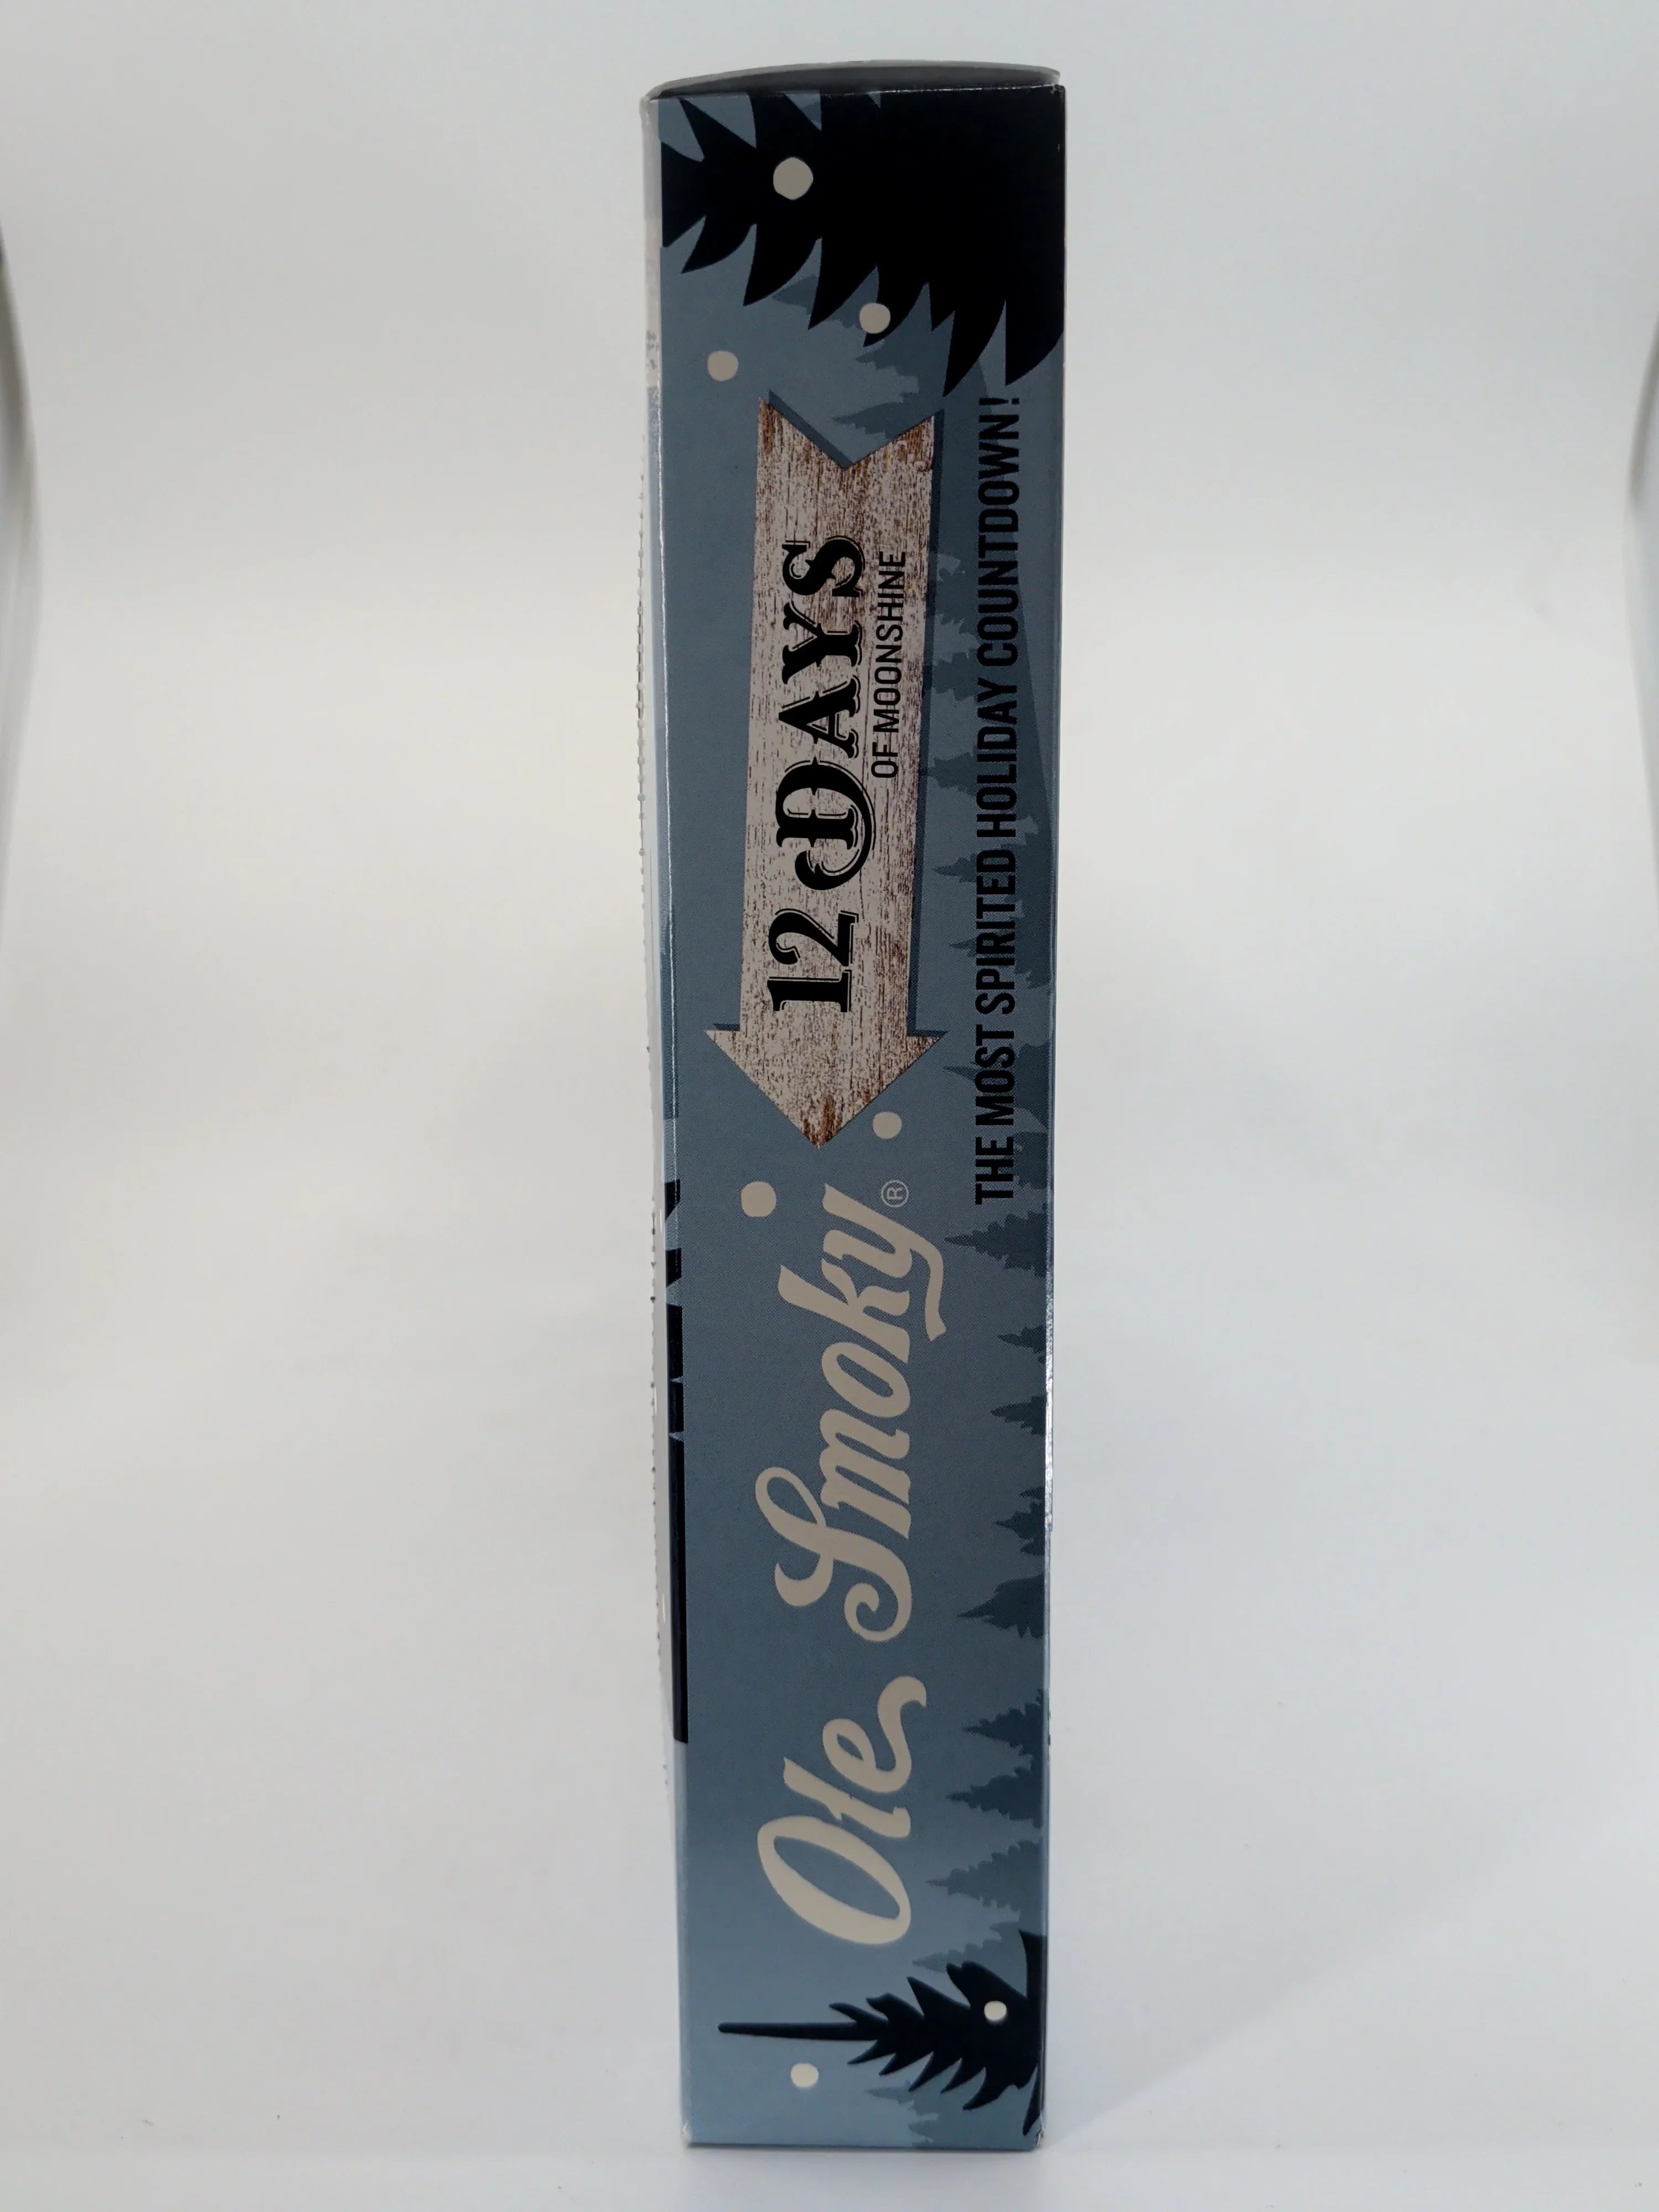 Ole Smoky®
12 DAYS
OF MOONSHINE
THE MOST SPIRITED HOLIDAY COUNTDOWN!